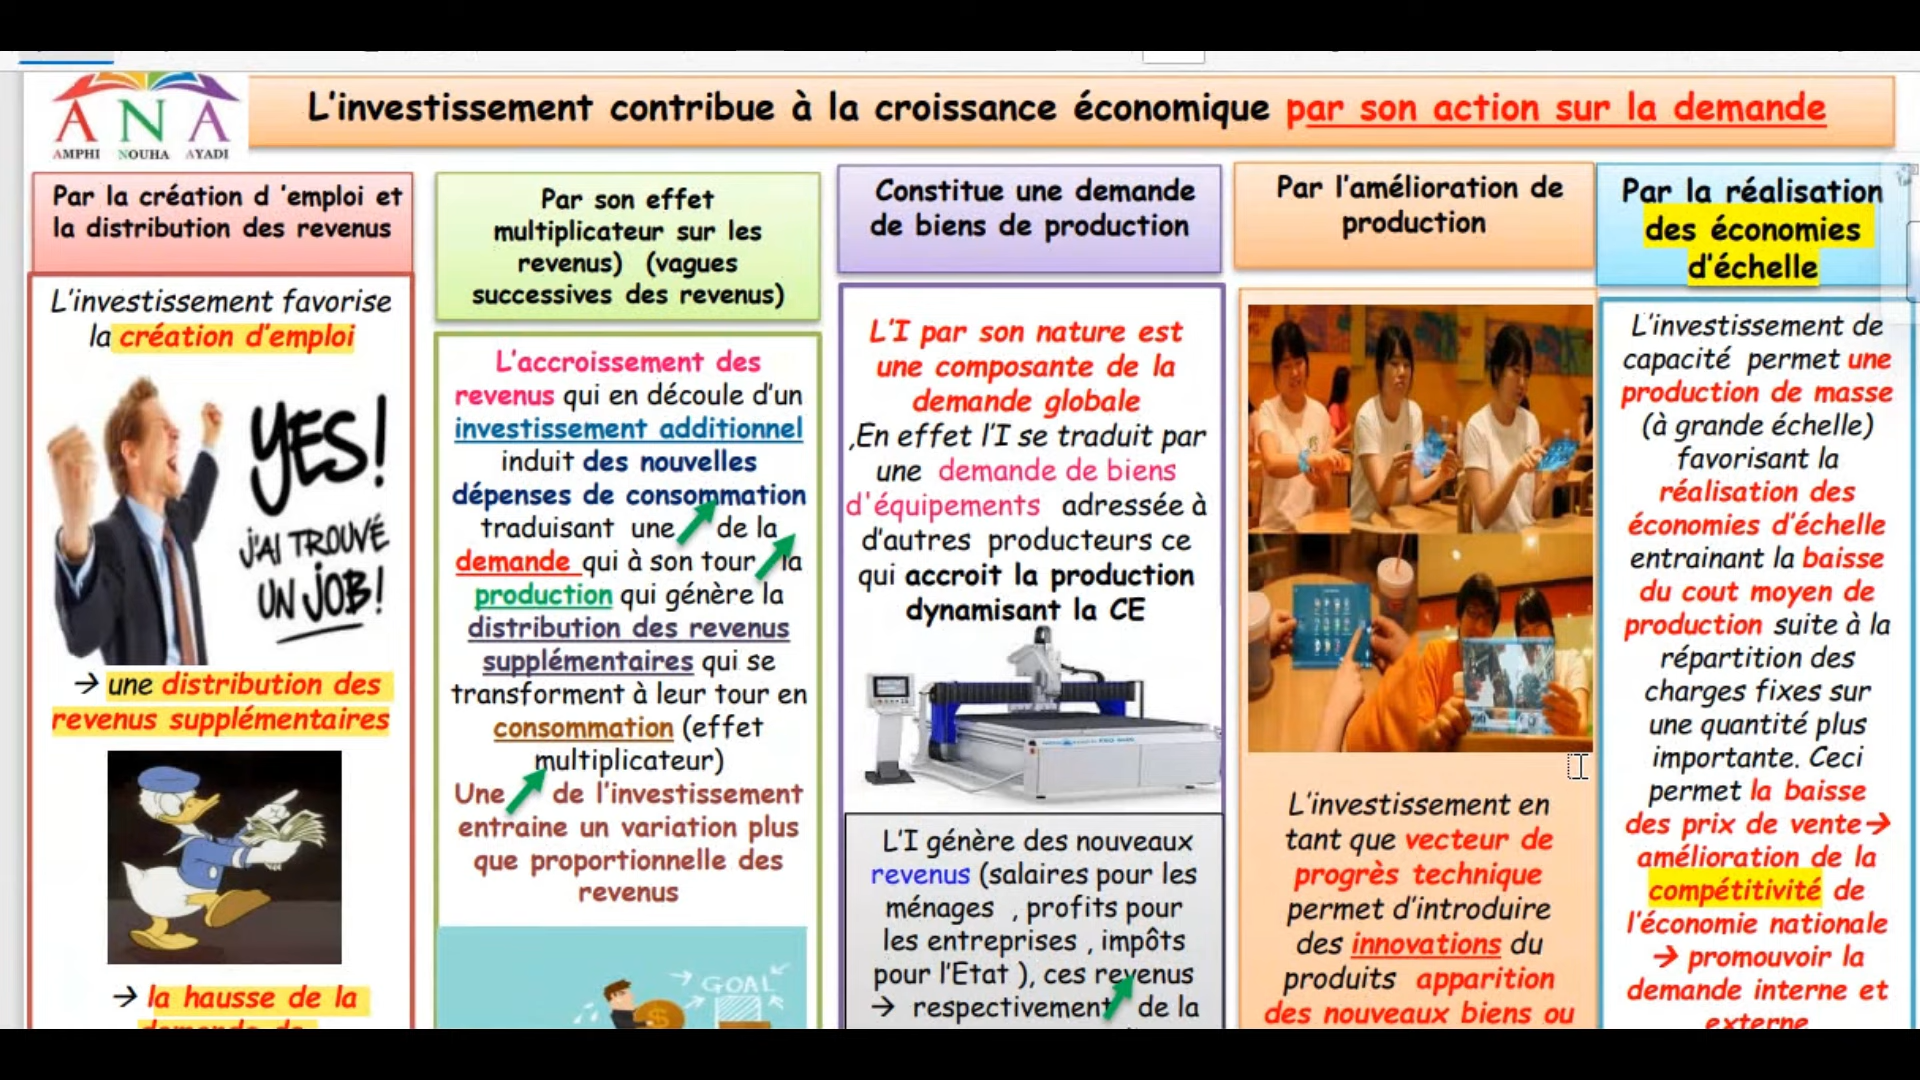 ANA
AMPHI NOUHA AYADI
L'investissement contribue à la croissance économique par son action sur la demande
Par la création d 'emploi et
la distribution des revenus
L'investissement favorise
la création d'emploi
YES!
J'AI TROUVÉ
UN JOB!
→ une distribution des
revenus supplémentaires
→ la hausse de la
demande de
Par son effet
multiplicateur sur les
revenus) (vagues
successives des revenus)
L'accroissement des
revenus qui en découle d'un
investissement additionnel
induit des nouvelles
dépenses de consommation
traduisant une de la
demande qui à son tour la
production qui génère la
distribution des revenus
supplémentaires qui se
transforment à leur tour en
consommation (effet
multiplicateur)
Une de l'investissement
entraine un variation plus
que proportionnelle des
revenus
GOAL
$
Constitue une demande
de biens de production
L'I par son nature est
une composante de la
demande globale
,En effet l'I se traduit par
une demande de biens
d'équipements adressée à
d'autres producteurs ce
qui accroit la production
dynamisant la CE
L'I génère des nouveaux
revenus (salaires pour les
ménages , profits pour
les entreprises , impôts
pour l'Etat ), ces revenus
→ respectivement de la
Par l'amélioration de
production
L'investissement en
tant que vecteur de
progrès technique
permet d'introduire
des innovations du
produits apparition
des nouveaux biens ou
Par la réalisation
des économies
d'échelle
L'investissement de
capacité permet une
production de masse
(à grande échelle)
favorisant la
réalisation des
économies d'échelle
entrainant la baisse
du cout moyen de
production suite à la
répartition des
charges fixes sur
une quantité plus
importante. Ceci
permet la baisse
des prix de vente→
amélioration de la
compétitivité de
l'économie nationale
→ promouvoir la
demande interne et
externe